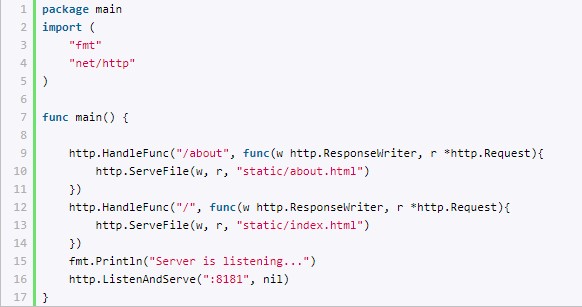 1 package main
2 import (
3     "fmt"
4     "net/http"
5 )
6
7 func main() {
8
9     http.HandleFunc("/about", func(w http.ResponseWriter, r *http.Request){
10         http.ServeFile(w, r, "static/about.html")
11     })
12     http.HandleFunc("/", func(w http.ResponseWriter, r *http.Request){
13         http.ServeFile(w, r, "static/index.html")
14     })
15     fmt.Println("Server is listening...")
16     http.ListenAndServe(":8181", nil)
17 }